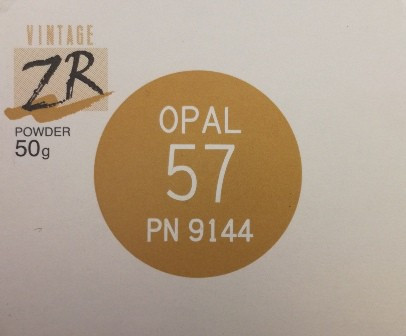 VINTAGE
ZR
POWDER
50g
OPAL
57
PN 9144